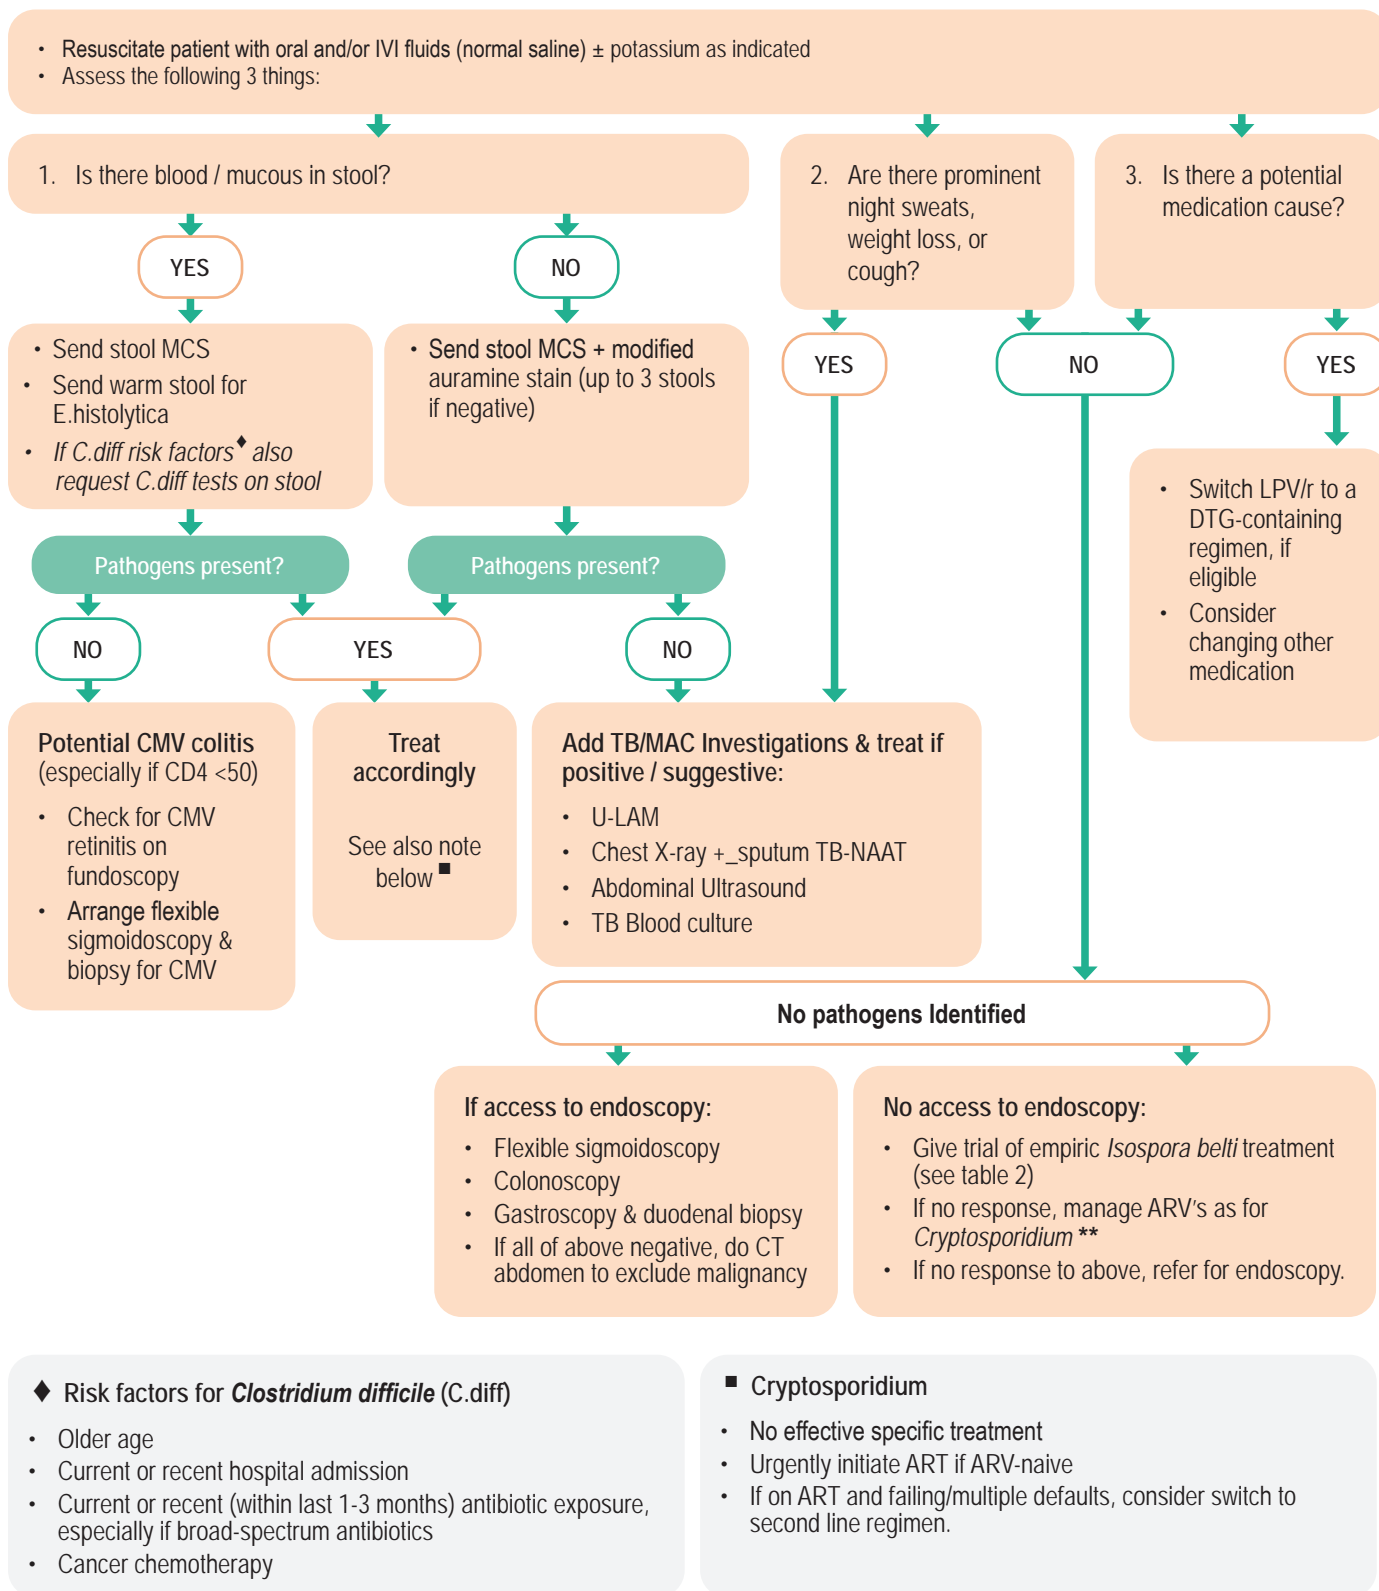 • Resuscitate patient with oral and/or IVI fluids (normal saline) ± potassium as indicated
• Assess the following 3 things:
1. Is there blood / mucous in stool?
2. Are there prominent
night sweats,
weight loss, or
cough?
3. Is there a potential
medication cause?
YES
NO
YES
NO
YES
• Send stool MCS
• Send warm stool for
E.histolytica
• If C.diff risk factors♦ also
request C.diff tests on stool
• Send stool MCS + modified
auramine stain (up to 3 stools
if negative)
• Switch LPV/r to a
DTG-containing
regimen, if
eligible
• Consider
changing other
medication
Pathogens present?
Pathogens present?
NO
YES
NO
Potential CMV colitis
(especially if CD4 <50)
• Check for CMV
retinitis on
fundoscopy
• Arrange flexible
sigmoidoscopy &
biopsy for CMV
Treat
accordingly
See also note
below ■
Add TB/MAC Investigations & treat if
positive / suggestive:
• U-LAM
• Chest X-ray +_sputum TB-NAAT
• Abdominal Ultrasound
• TB Blood culture
No pathogens Identified
If access to endoscopy:
• Flexible sigmoidoscopy
• Colonoscopy
• Gastroscopy & duodenal biopsy
• If all of above negative, do CT
abdomen to exclude malignancy
No access to endoscopy:
• Give trial of empiric Isospora belti treatment
(see table 2)
• If no response, manage ARV's as for
Cryptosporidium **
• If no response to above, refer for endoscopy.
♦ Risk factors for Clostridium difficile (C.diff)
• Older age
• Current or recent hospital admission
• Current or recent (within last 1-3 months) antibiotic exposure,
especially if broad-spectrum antibiotics
• Cancer chemotherapy
■ Cryptosporidium
• No effective specific treatment
• Urgently initiate ART if ARV-naive
• If on ART and failing/multiple defaults, consider switch to
second line regimen.